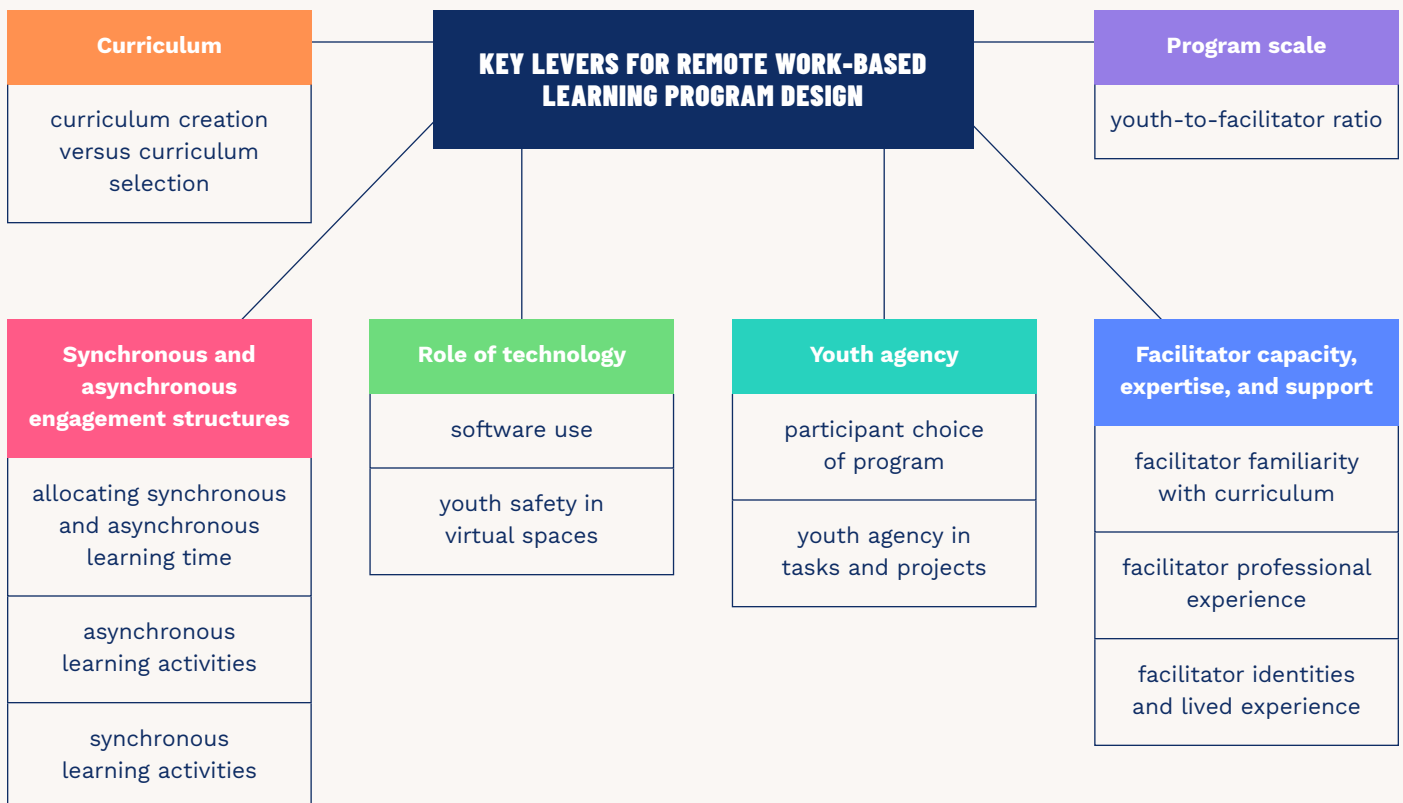 KEY LEVERS FOR REMOTE WORK-BASED
LEARNING PROGRAM DESIGN
Curriculum
curriculum creation
versus curriculum
selection
Program scale
youth-to-facilitator ratio
Synchronous and
asynchronous
engagement structures
allocating synchronous
and asynchronous
learning time
asynchronous
learning activities
synchronous
learning activities
Role of technology
software use
youth safety in
virtual spaces
Youth agency
participant choice
of program
youth agency in
tasks and projects
Facilitator capacity,
expertise, and support
facilitator familiarity
with curriculum
facilitator professional
experience
facilitator identities
and lived experience